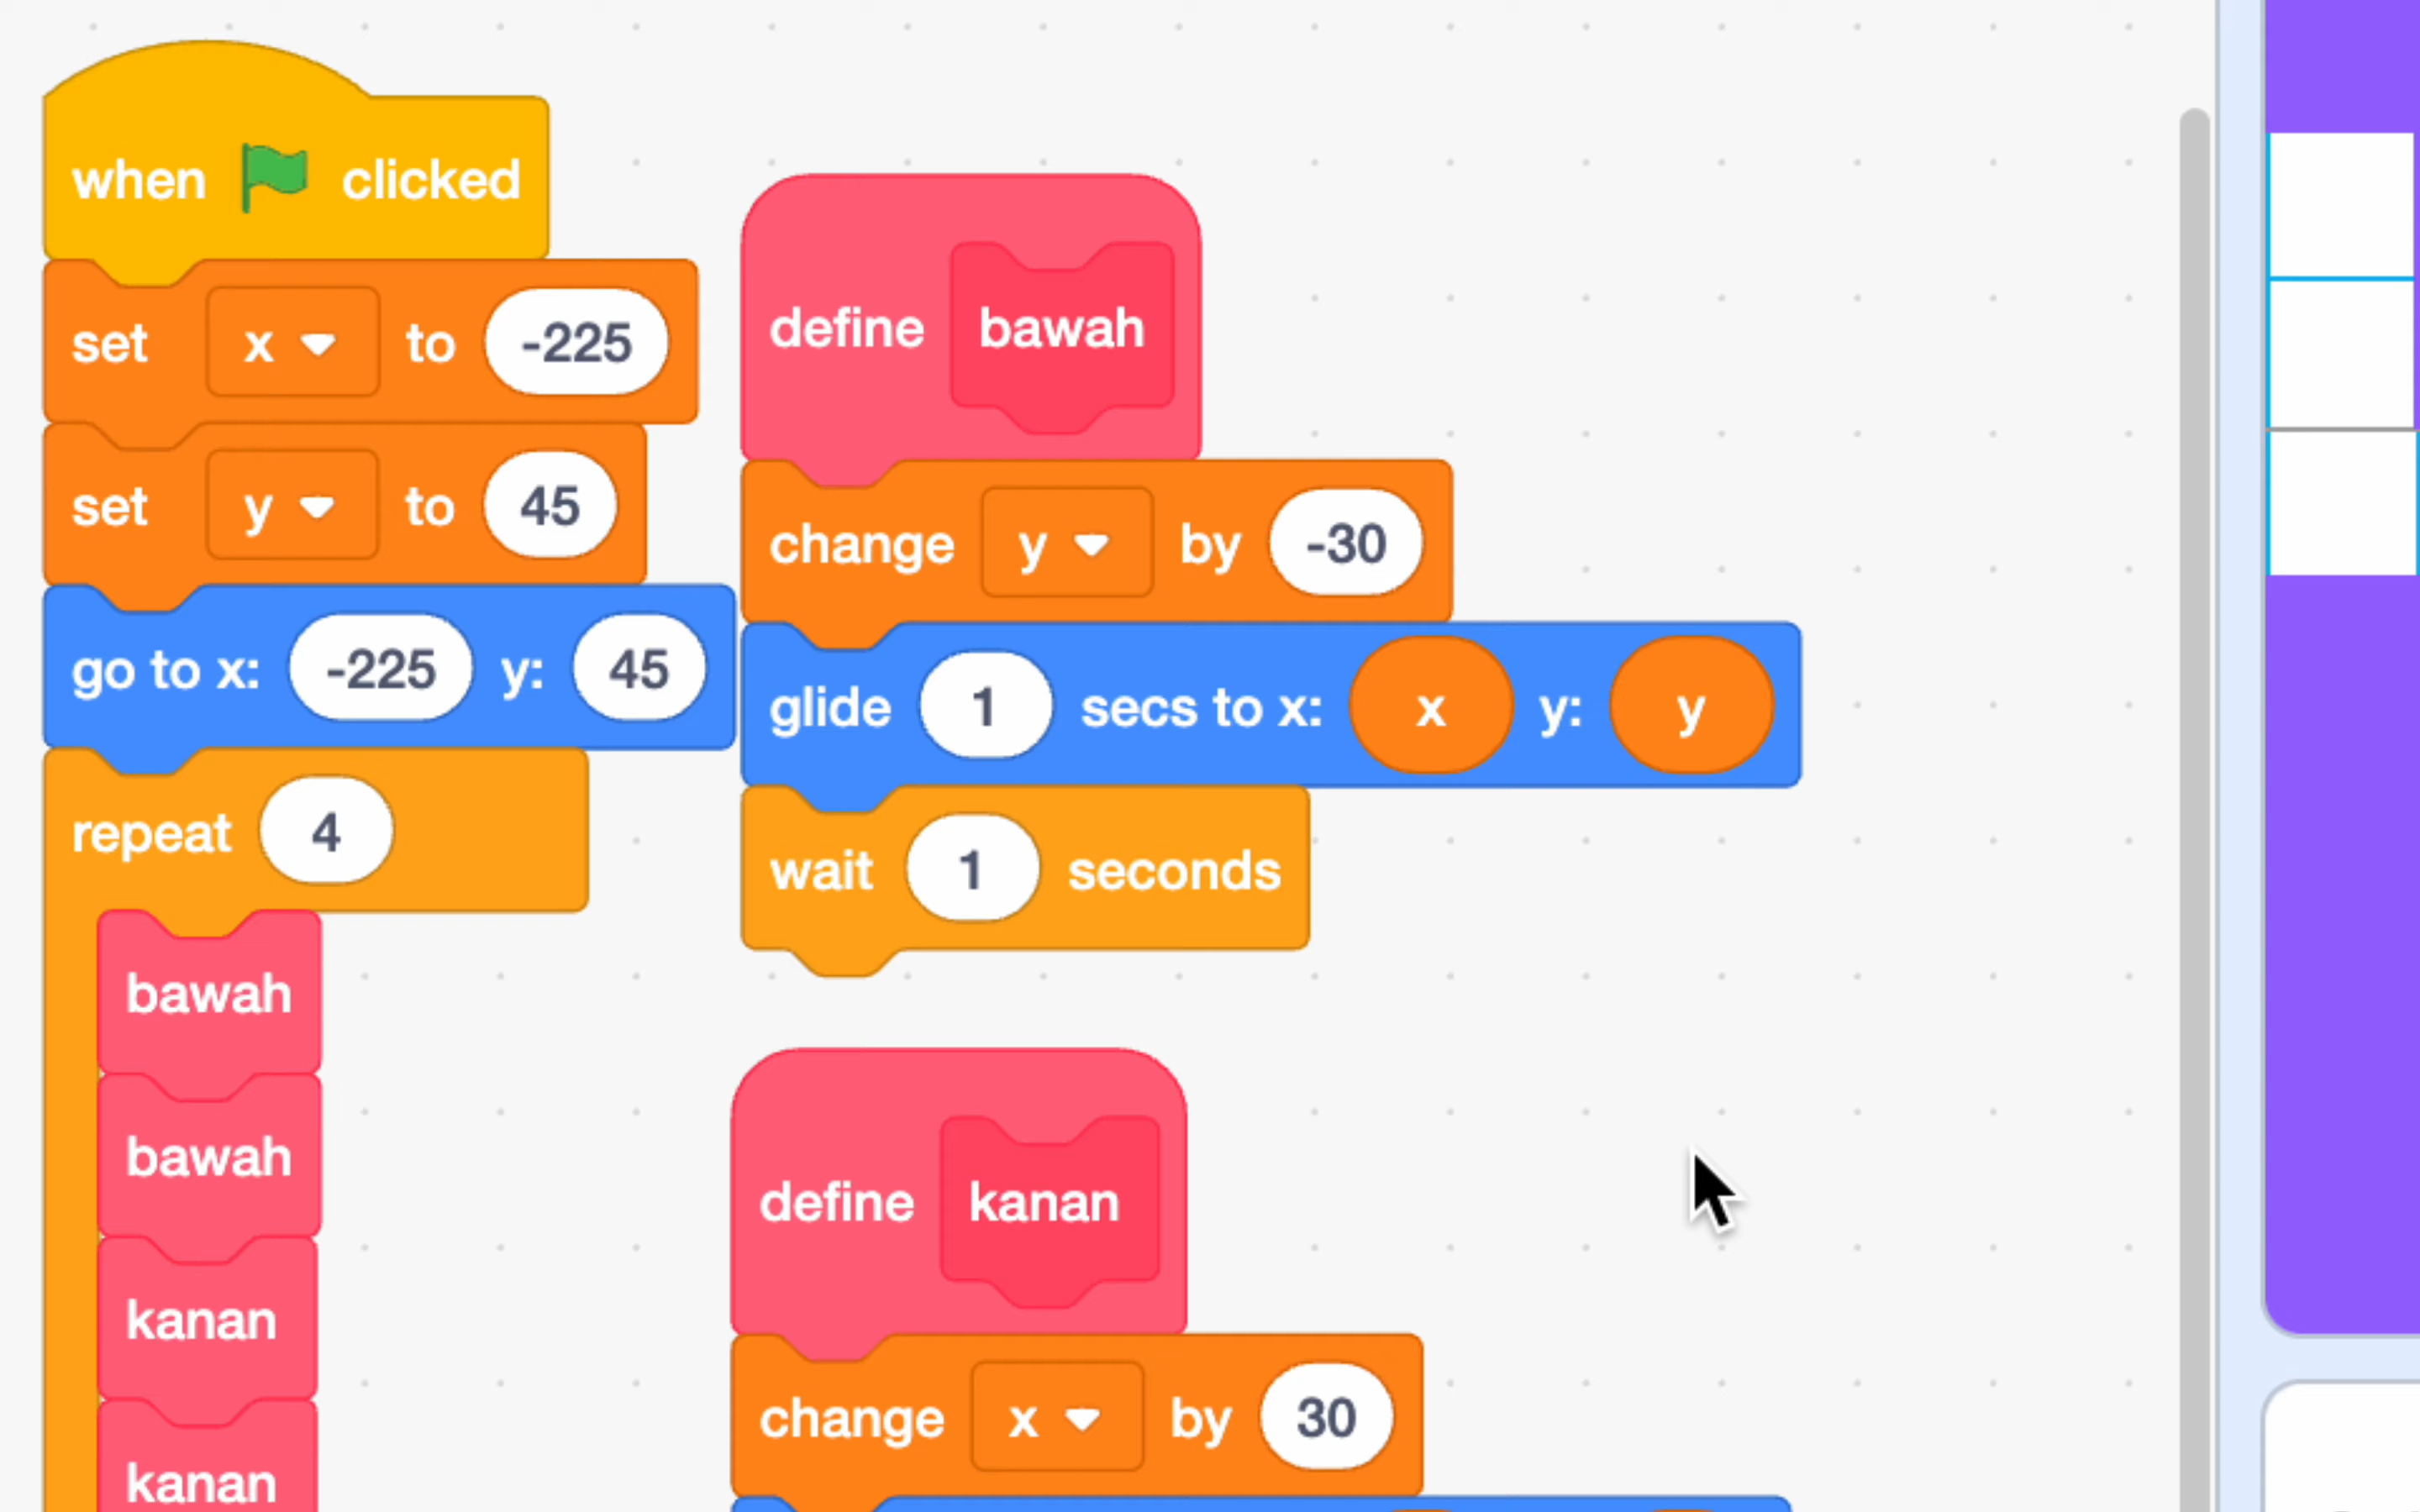 when clicked
set x to -225
set y to 45
go to x: -225 y: 45
repeat 4
bawah
bawah
kanan
kanan
define bawah
change y by -30
glide 1 secs to x: x y: y
wait 1 seconds
define kanan
change x by 30